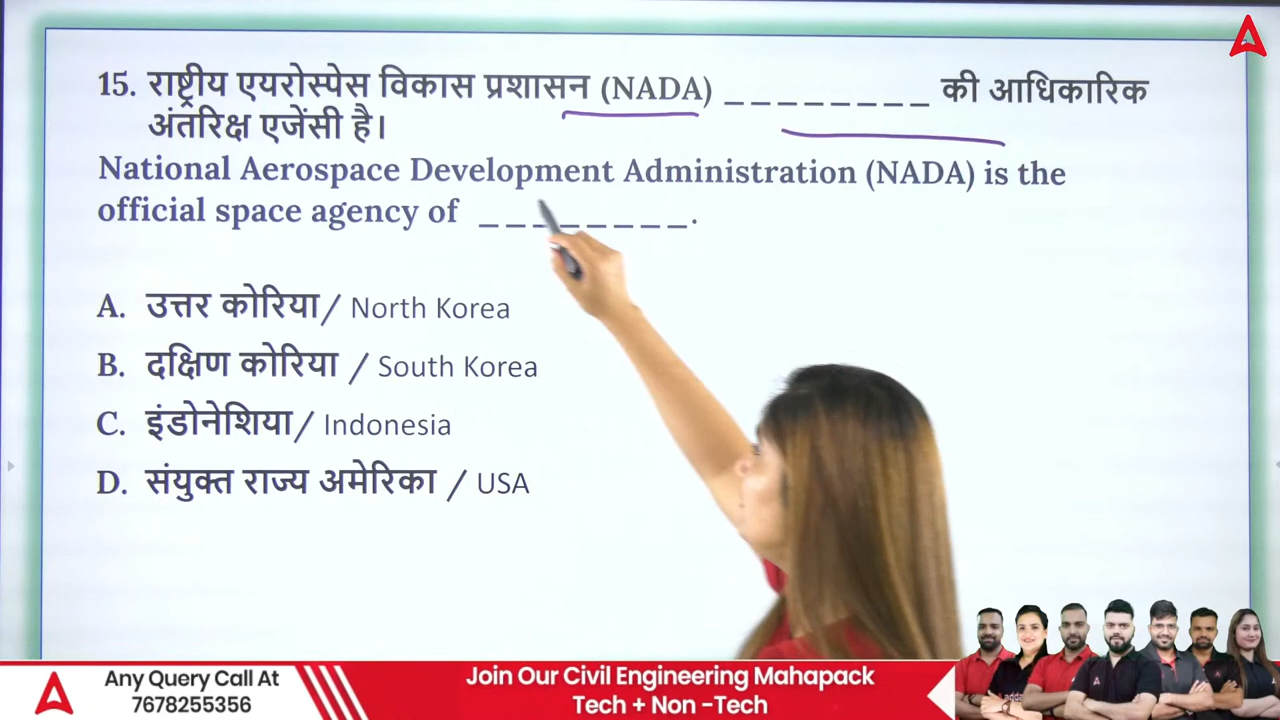 15. राष्ट्रीय एयरोस्पेस विकास प्रशासन (NADA) ________ की आधिकारिक
अंतरिक्ष एजेंसी है।
National Aerospace Development Administration (NADA) is the
official space agency of ________.
A. उत्तर कोरिया/ North Korea
B. दक्षिण कोरिया / South Korea
C. इंडोनेशिया/ Indonesia
D. संयुक्त राज्य अमेरिका / USA
Any Query Call At
7678255356
Join Our Civil Engineering Mahapack
Tech + Non -Tech